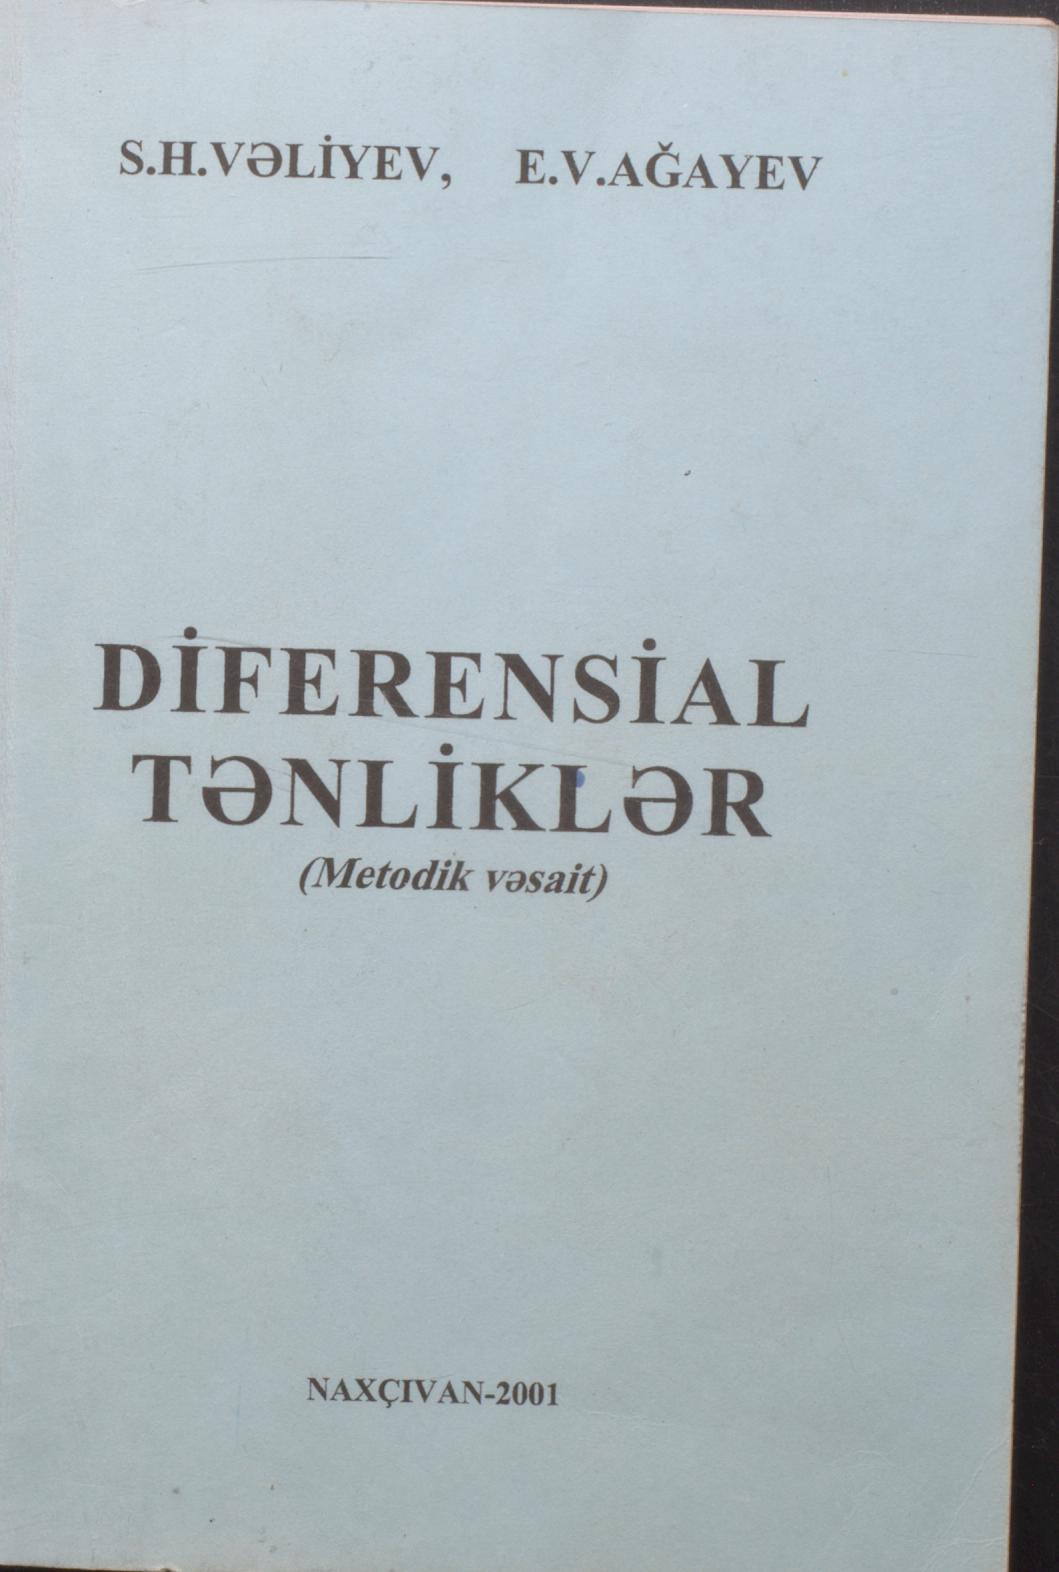 S.H.VƏLİYEV, E.V.AĞAYEV
DİFERENSİAL
TƏNLİKLƏR
(Metodik vəsait)
NAXÇIVAN-2001